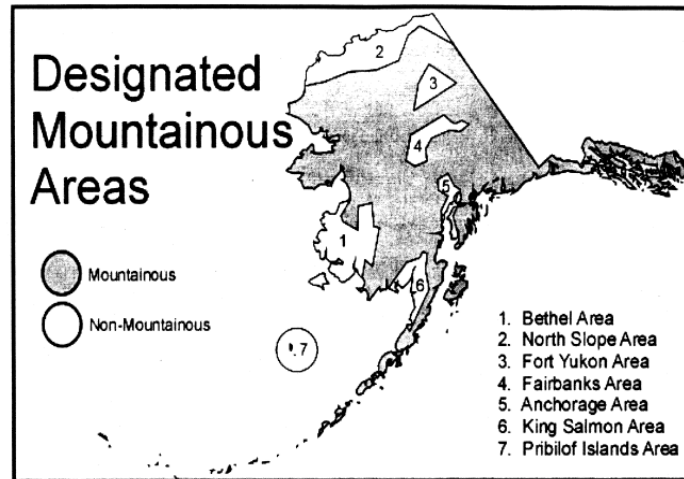 Designated
Mountainous
Areas
Mountainous
Non-Mountainous
2
3
4
5
1
6
7
1. Bethel Area
2. North Slope Area
3. Fort Yukon Area
4. Fairbanks Area
5. Anchorage Area
6. King Salmon Area
7. Pribilof Islands Area